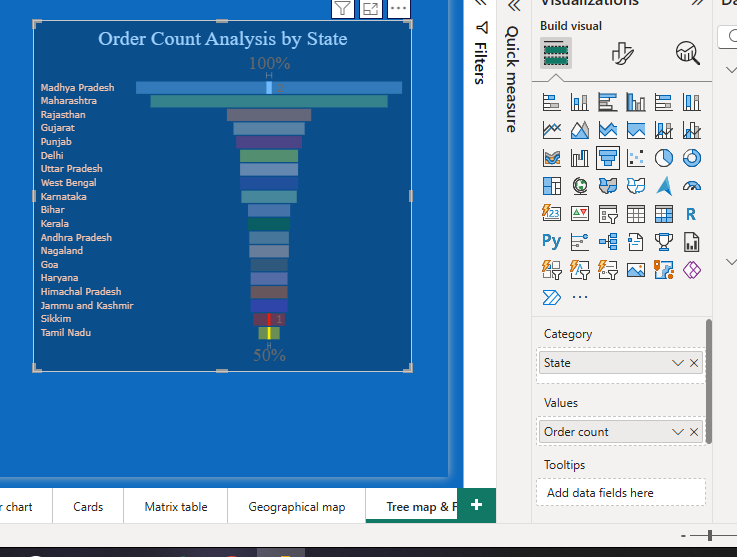 Visualizations
Build visual
Order Count Analysis by State
100%
Madhya Pradesh
Maharashtra
Rajasthan
Gujarat
Punjab
Delhi
Uttar Pradesh
West Bengal
Karnataka
Bihar
Kerala
Andhra Pradesh
Nagaland
Goa
Haryana
Himachal Pradesh
Jammu and Kashmir
Sikkim 1
Tamil Nadu
50%
Filters
Quick measure
123
R
Py
Category
State
Values
Order count
Tooltips
Add data fields here
r chart
Cards
Matrix table
Geographical map
Tree map & F
+